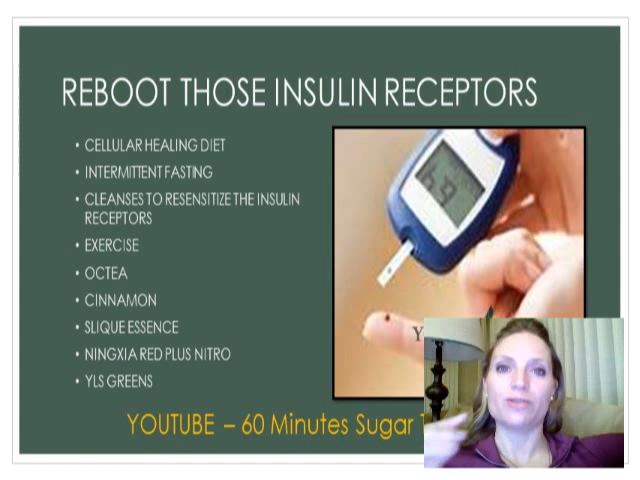 REBOOT THOSE INSULIN RECEPTORS
• CELLULAR HEALING DIET
• INTERMITTENT FASTING
• CLEANSES TO RESENSITIZE THE INSULIN
RECEPTORS
• EXERCISE
• OCTEA
• CINNAMON
• SLIQUE ESSENCE
• NINGXIA RED PLUS NITRO
• YLS GREENS
69
Y
YOUTUBE – 60 Minutes Sugar